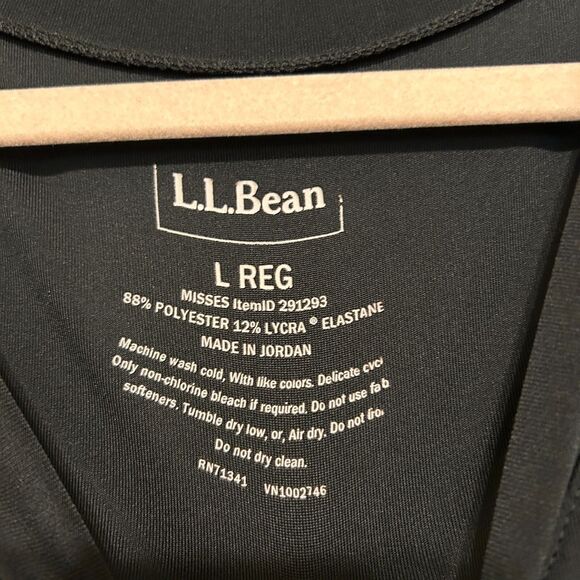 L.L.Bean
L REG
MISSES ItemID 291293
88% POLYESTER 12% LYCRA ® ELASTANE
MADE IN JORDAN
Machine wash cold, With like colors. Delicate
Only non-chlorine bleach if required. Do not use
softeners. Tumble dry low, or, Air dry. Do not
Do not dry clean.
RN71341 VN1002746